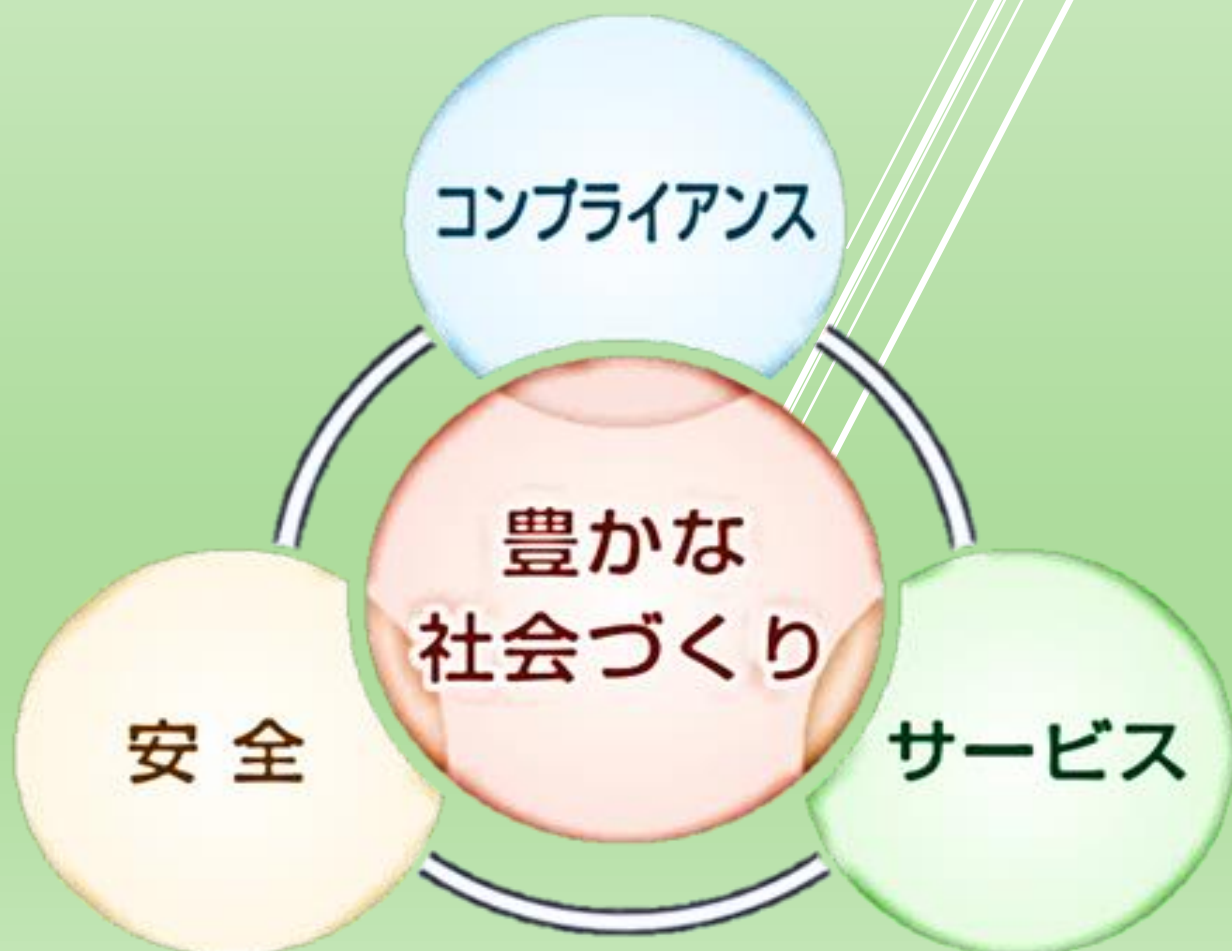 コンプライアンス
豊かな
社会づくり
安全
サービス